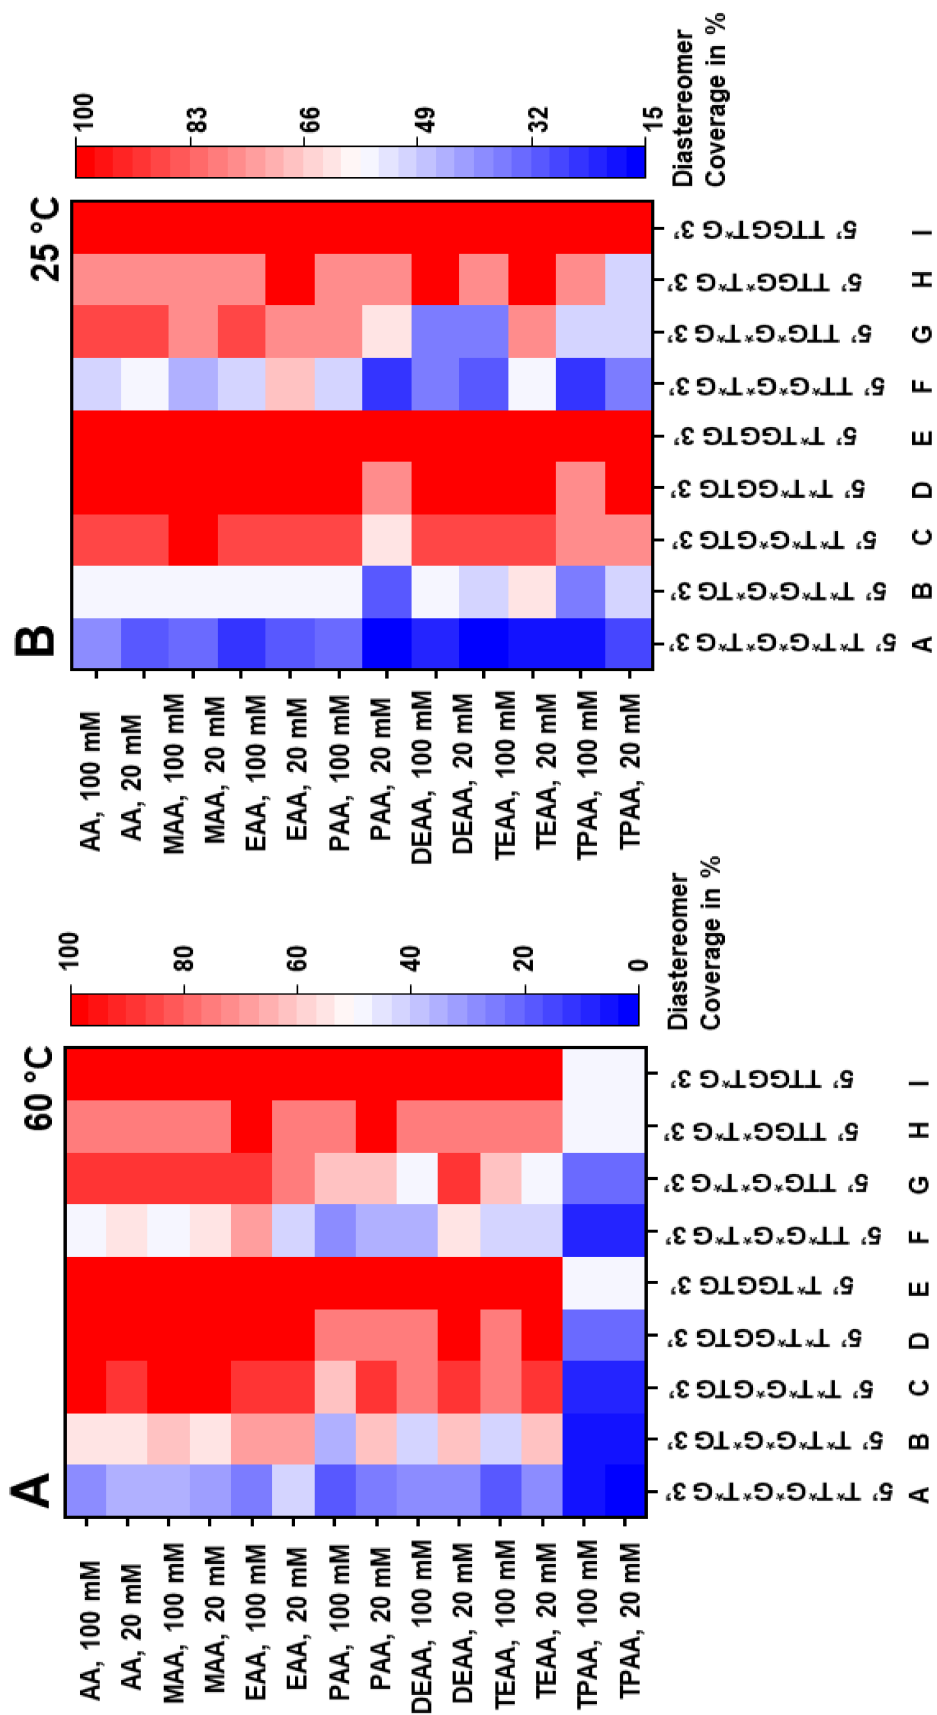 A
60 °C
AA, 100 mM
AA, 20 mM
MAA, 100 mM
MAA, 20 mM
EAA, 100 mM
EAA, 20 mM
PAA, 100 mM
PAA, 20 mM
DEAA, 100 mM
DEAA, 20 mM
TEAA, 100 mM
TEAA, 20 mM
TPAA, 100 mM
TPAA, 20 mM
5' T*T*G*G*T*G 3'
5' T*T*G*G*TG 3'
5' T*T*G*GTG 3'
5' T*T*GGTG 3'
5' T*TGGTG 3'
5' TT*G*G*T*G 3'
5' TTG*G*T*G 3'
5' TTGG*T*G 3'
5' TTGGT*G 3'
A B C D E F G H I
100
80
60
40
20
0
Diastereomer
Coverage in %
B
25 °C
AA, 100 mM
AA, 20 mM
MAA, 100 mM
MAA, 20 mM
EAA, 100 mM
EAA, 20 mM
PAA, 100 mM
PAA, 20 mM
DEAA, 100 mM
DEAA, 20 mM
TEAA, 100 mM
TEAA, 20 mM
TPAA, 100 mM
TPAA, 20 mM
5' T*T*G*G*T*G 3'
5' T*T*G*G*TG 3'
5' T*T*G*GTG 3'
5' T*T*GGTG 3'
5' T*TGGTG 3'
5' TT*G*G*T*G 3'
5' TTG*G*T*G 3'
5' TTGG*T*G 3'
5' TTGGT*G 3'
A B C D E F G H I
100
83
66
49
32
15
Diastereomer
Coverage in %